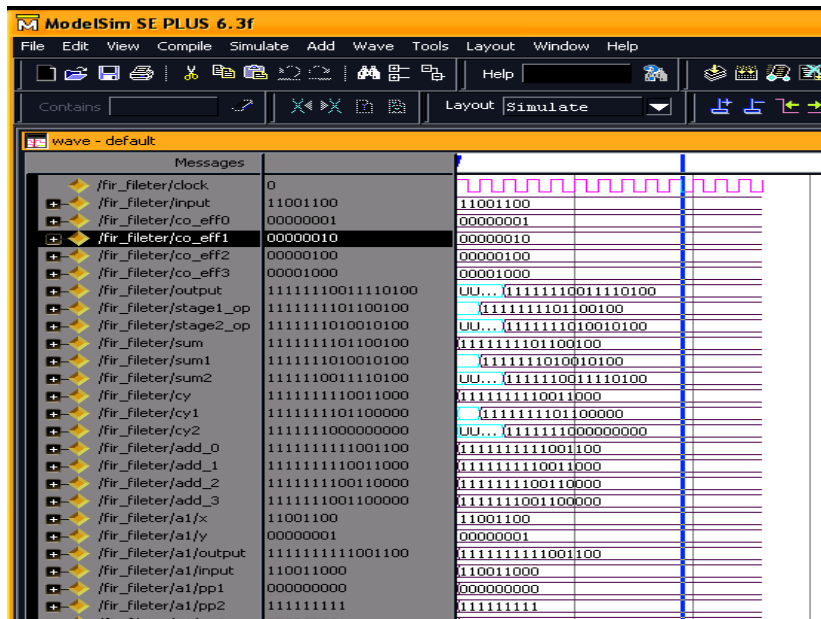 ModelSim SE PLUS 6.3f
File Edit View Compile Simulate Add Wave Tools Layout Window Help
Help
Contains Layout Simulate
wave - default
Messages
/fir_fileter/clock 0
/fir_fileter/input 11001100 11001100
/fir_fileter/co_eff0 00000001 00000001
/fir_fileter/co_eff1 00000010 00000010
/fir_fileter/co_eff2 00000100 00000100
/fir_fileter/co_eff3 00001000 00001000
/fir_fileter/output 11111110011110100 UU... 11111110011110100
/fir_fileter/stage1_op 1111111101100100 1111111101100100
/fir_fileter/stage2_op 1111111010010100 UU... 1111111010010100
/fir_fileter/sum 1111111101100100 1111111101100100
/fir_fileter/sum1 1111111010010100 1111111010010100
/fir_fileter/sum2 1111110011110100 UU... 1111110011110100
/fir_fileter/cy 1111111110011000 1111111110011000
/fir_fileter/cy1 1111111101100000 1111111101100000
/fir_fileter/cy2 1111111000000000 UU... 1111111000000000
/fir_fileter/add_0 1111111111001100 1111111111001100
/fir_fileter/add_1 1111111110011000 1111111110011000
/fir_fileter/add_2 1111111100110000 1111111100110000
/fir_fileter/add_3 1111111001100000 1111111001100000
/fir_fileter/a1/x 11001100 11001100
/fir_fileter/a1/y 00000001 00000001
/fir_fileter/a1/output 1111111111001100 1111111111001100
/fir_fileter/a1/input 110011000 110011000
/fir_fileter/a1/pp1 000000000 000000000
/fir_fileter/a1/pp2 111111111 111111111